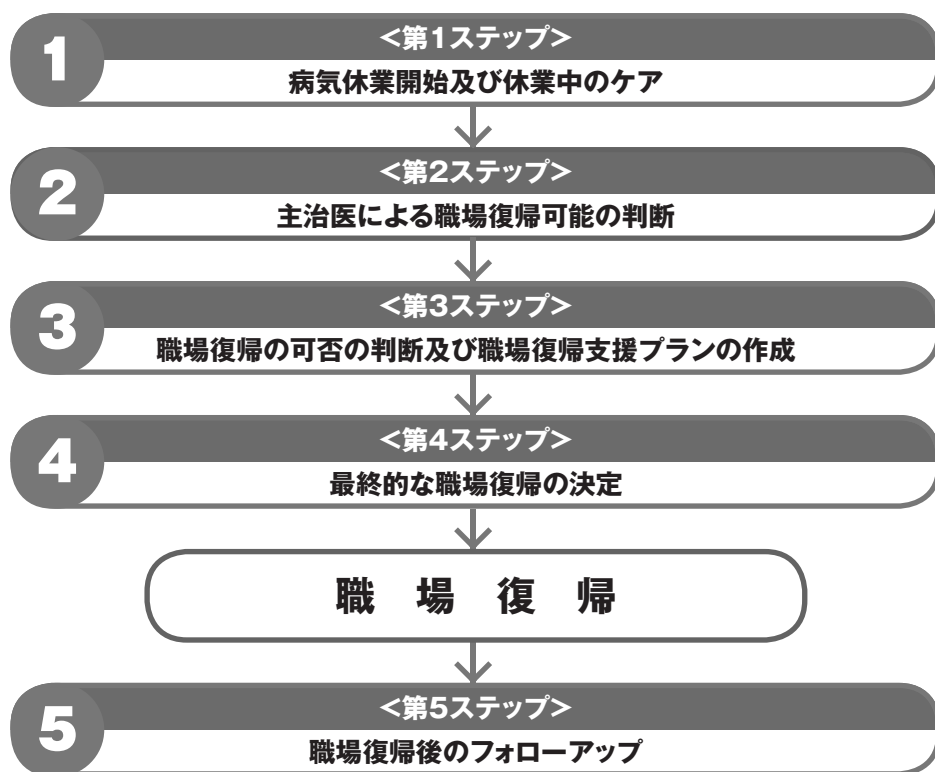 1
<第1ステップ>
病気休業開始及び休業中のケア
2
<第2ステップ>
主治医による職場復帰可能の判断
3
<第3ステップ>
職場復帰の可否の判断及び職場復帰支援プランの作成
4
<第4ステップ>
最終的な職場復帰の決定
職場復帰
5
<第5ステップ>
職場復帰後のフォローアップ